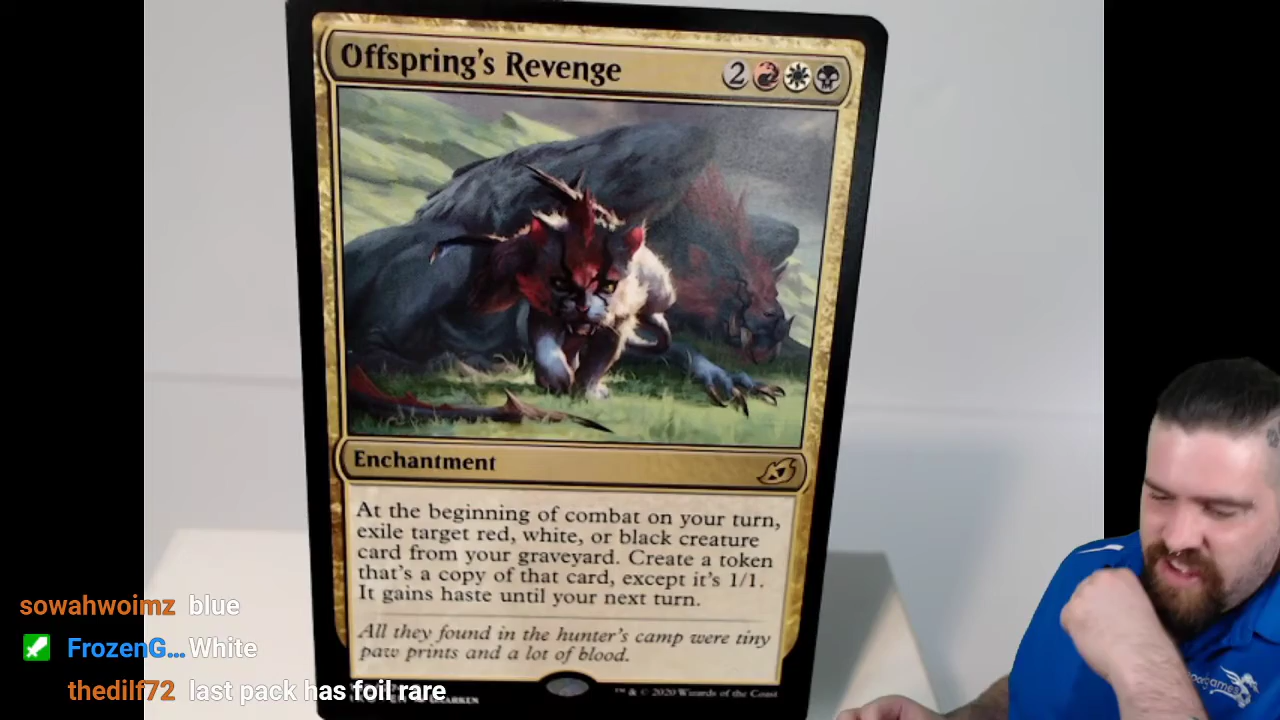 Offspring's Revenge
2
Enchantment
At the beginning of combat on your turn,
exile target red, white, or black creature
card from your graveyard. Create a token
that's a copy of that card, except it's 1/1.
It gains haste until your next turn.
All they found in the hunter's camp were tiny
paw prints and a lot of blood.
™ & © 2020 Wizards of the Coast
sowahwoimz blue
FrozenG... White
thedilf72 last pack has foil rare